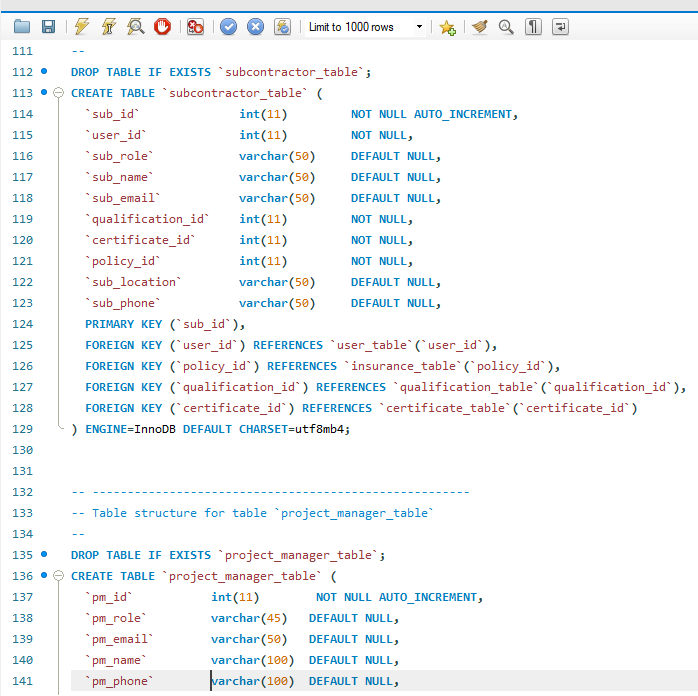 Limit to 1000 rows
111 --
112 DROP TABLE IF EXISTS `subcontractor_table`;
113 CREATE TABLE `subcontractor_table` (
114 `sub_id` int(11) NOT NULL AUTO_INCREMENT,
115 `user_id` int(11) NOT NULL,
116 `sub_role` varchar(50) DEFAULT NULL,
117 `sub_name` varchar(50) DEFAULT NULL,
118 `sub_email` varchar(50) DEFAULT NULL,
119 `qualification_id` int(11) NOT NULL,
120 `certificate_id` int(11) NOT NULL,
121 `policy_id` int(11) NOT NULL,
122 `sub_location` varchar(50) DEFAULT NULL,
123 `sub_phone` varchar(50) DEFAULT NULL,
124 PRIMARY KEY (`sub_id`),
125 FOREIGN KEY (`user_id`) REFERENCES `user_table`(`user_id`),
126 FOREIGN KEY (`policy_id`) REFERENCES `insurance_table`(`policy_id`),
127 FOREIGN KEY (`qualification_id`) REFERENCES `qualification_table`(`qualification_id`),
128 FOREIGN KEY (`certificate_id`) REFERENCES `certificate_table`(`certificate_id`)
129 ) ENGINE=InnoDB DEFAULT CHARSET=utf8mb4;
130
131
132 -- ------------------------------------------------------
133 -- Table structure for table `project_manager_table`
134 --
135 DROP TABLE IF EXISTS `project_manager_table`;
136 CREATE TABLE `project_manager_table` (
137 `pm_id` int(11) NOT NULL AUTO_INCREMENT,
138 `pm_role` varchar(45) DEFAULT NULL,
139 `pm_email` varchar(50) DEFAULT NULL,
140 `pm_name` varchar(100) DEFAULT NULL,
141 `pm_phone` varchar(100) DEFAULT NULL,